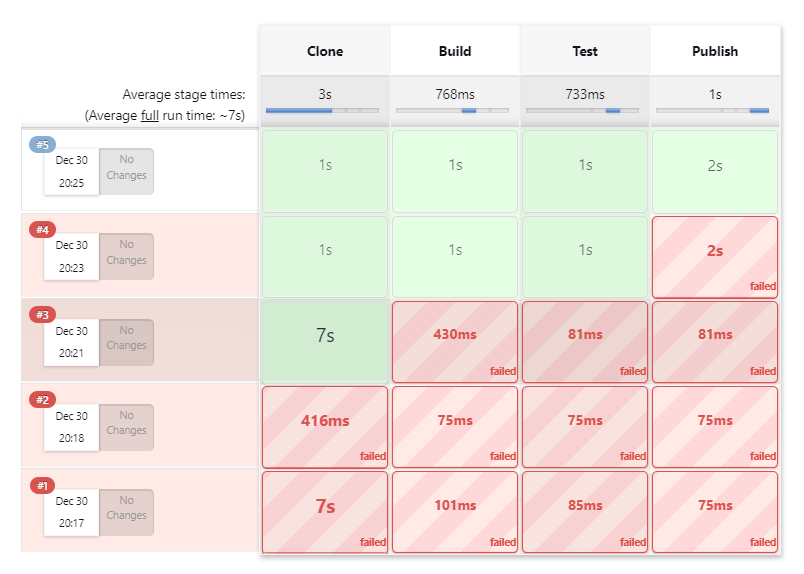 Clone Build Test Publish
Average stage times: 3s 768ms 733ms 1s
(Average full run time: ~7s)
#5
Dec 30 No
20:25 Changes
1s 1s 1s 2s
#4
Dec 30 No
20:23 Changes
1s 1s 1s 2s
failed
#3
Dec 30 No
20:21 Changes
7s 430ms 81ms 81ms
failed failed failed
#2
Dec 30 No
20:18 Changes
416ms 75ms 75ms 75ms
failed failed failed failed
#1
Dec 30 No
20:17 Changes
7s 101ms 85ms 75ms
failed failed failed failed